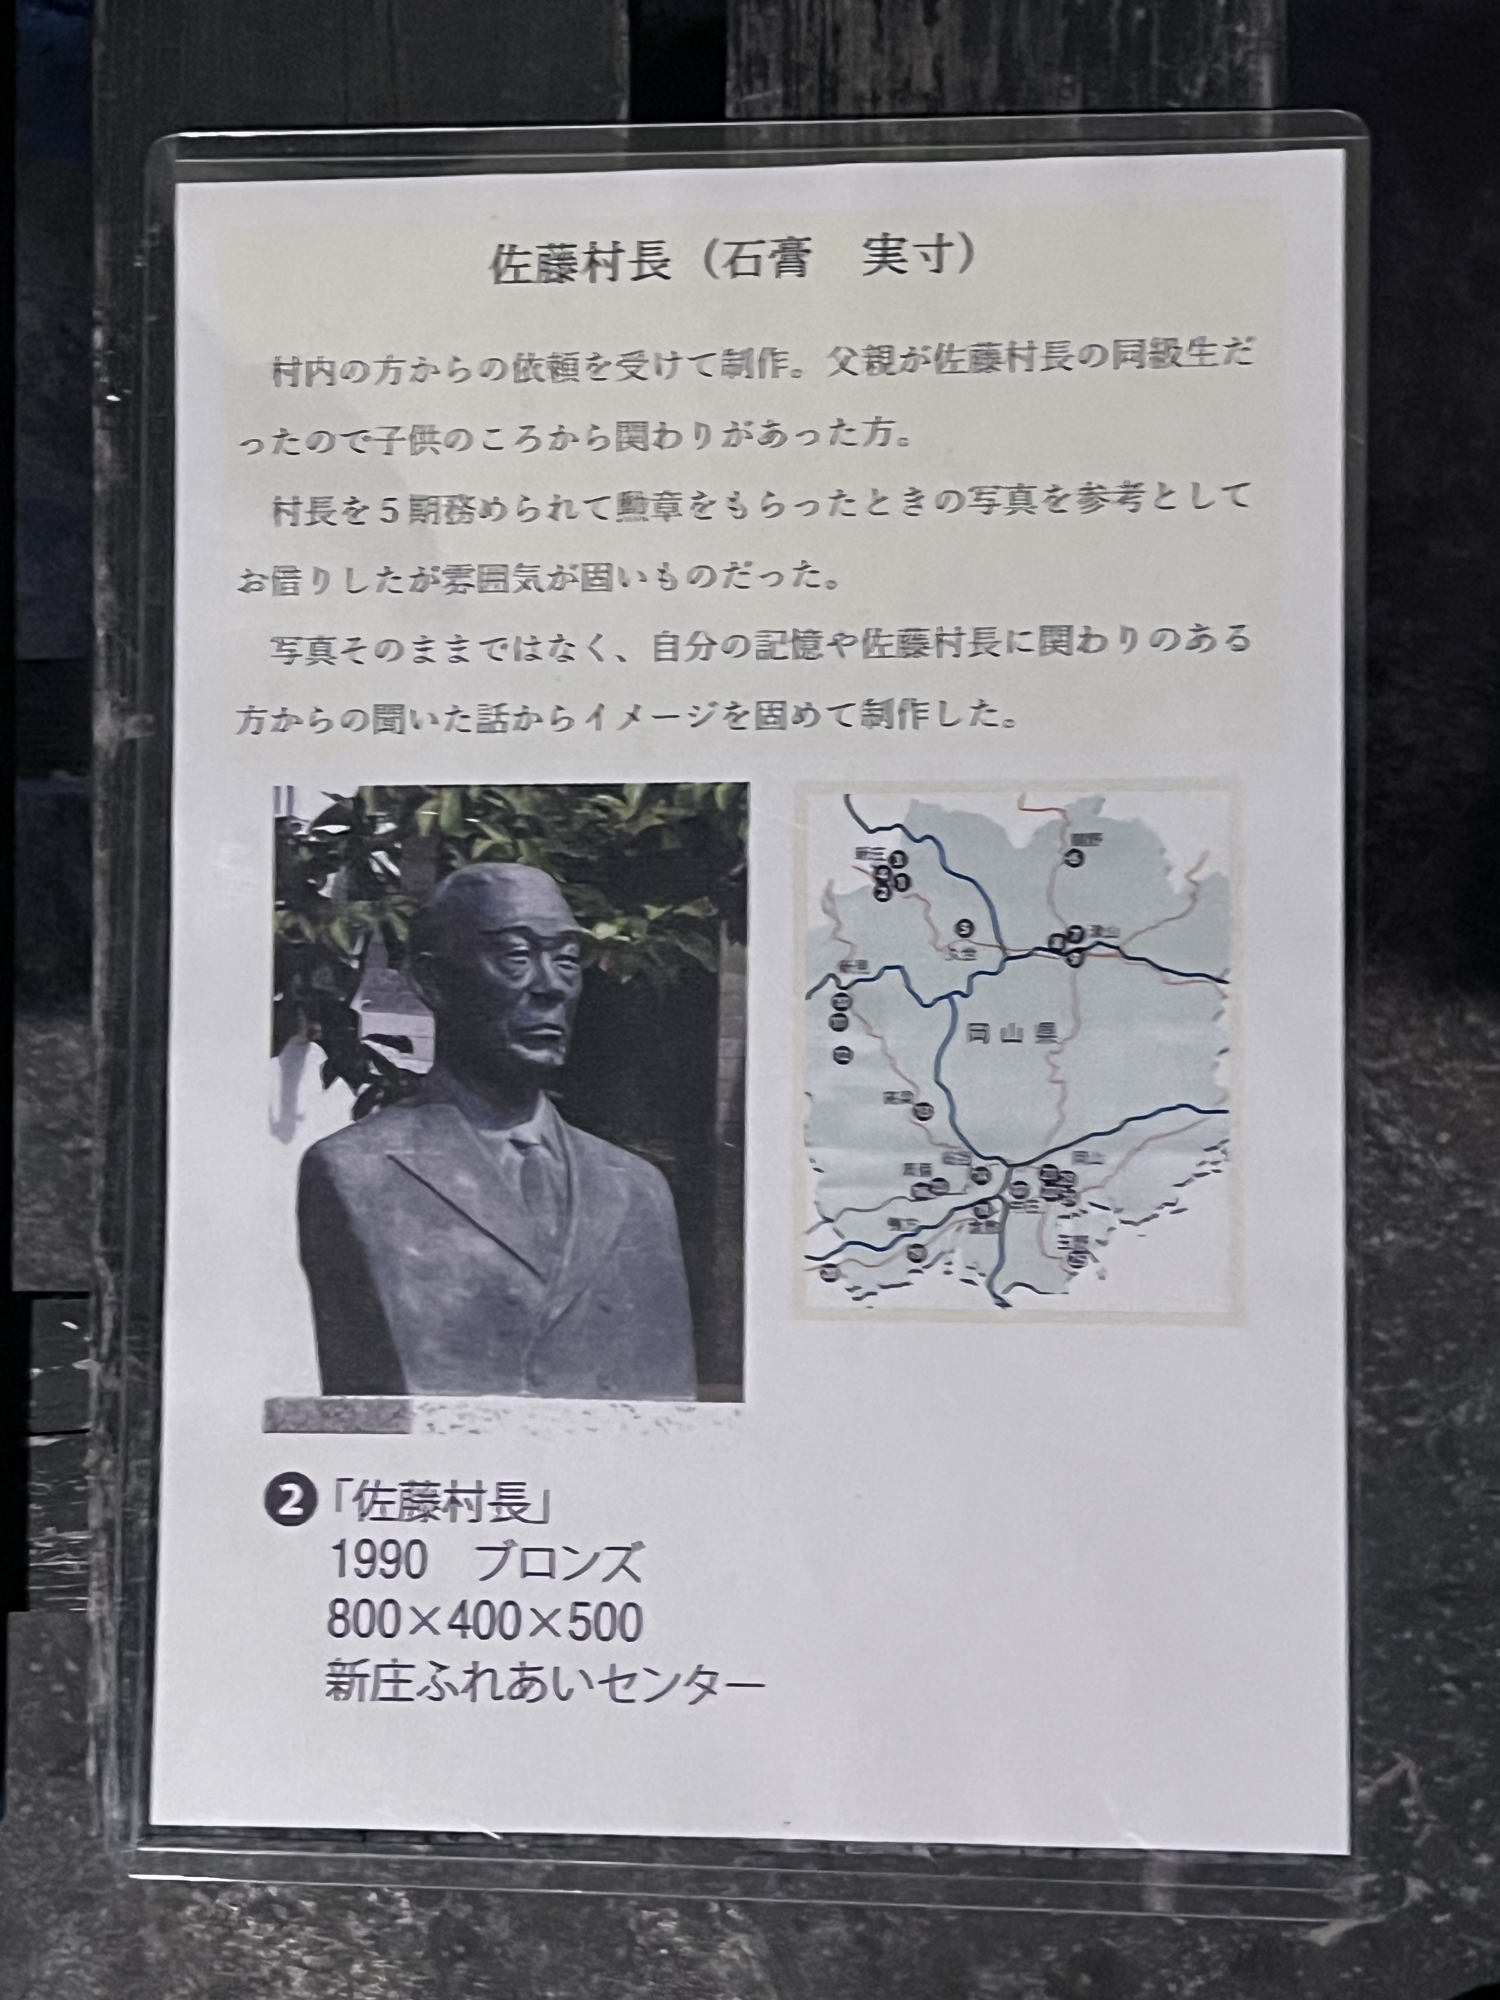 佐藤村長（石膏　実寸）
村内の方からの依頼を受けて制作。父親が佐藤村長の同級生だ
ったので子供のころから関わりがあった方。
村長を５期務められて勲章をもらったときの写真を参考として
お借りしたが雰囲気が固いものだった。
写真そのままではなく、自分の記憶や佐藤村長に関わりのある
方からの聞いた話からイメージを固めて制作した。
津山
岡山県
岡山
❷「佐藤村長」
1990　ブロンズ
800×400×500
新庄ふれあいセンター